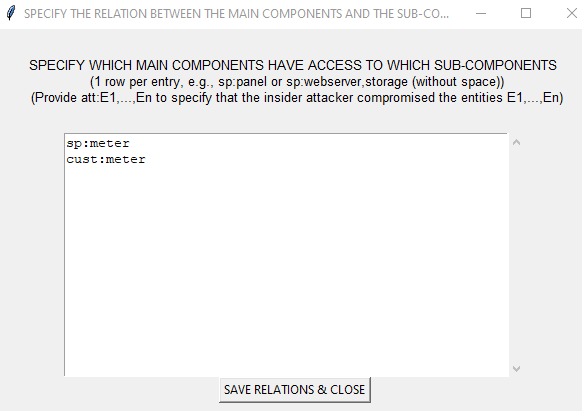 SPECIFY THE RELATION BETWEEN THE MAIN COMPONENTS AND THE SUB-CO...
SPECIFY WHICH MAIN COMPONENTS HAVE ACCESS TO WHICH SUB-COMPONENTS
(1 row per entry, e.g., sp:panel or sp:webserver,storage (without space))
(Provide att:E1,...,En to specify that the insider attacker compromised the entities E1,...,En)
sp:meter
cust:meter
SAVE RELATIONS & CLOSE